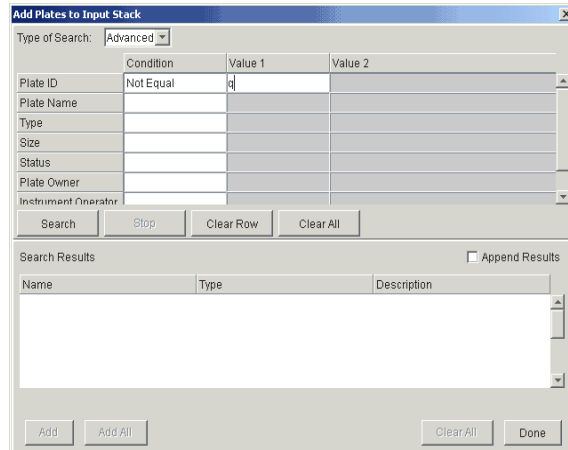 Add Plates to Input Stack
Type of Search: Advanced
Condition Value 1 Value 2
Plate ID Not Equal q
Plate Name
Type
Size
Status
Plate Owner
Instrument Operator
Search Stop Clear Row Clear All
Search Results Append Results
Name Type Description
Add Add All Clear All Done